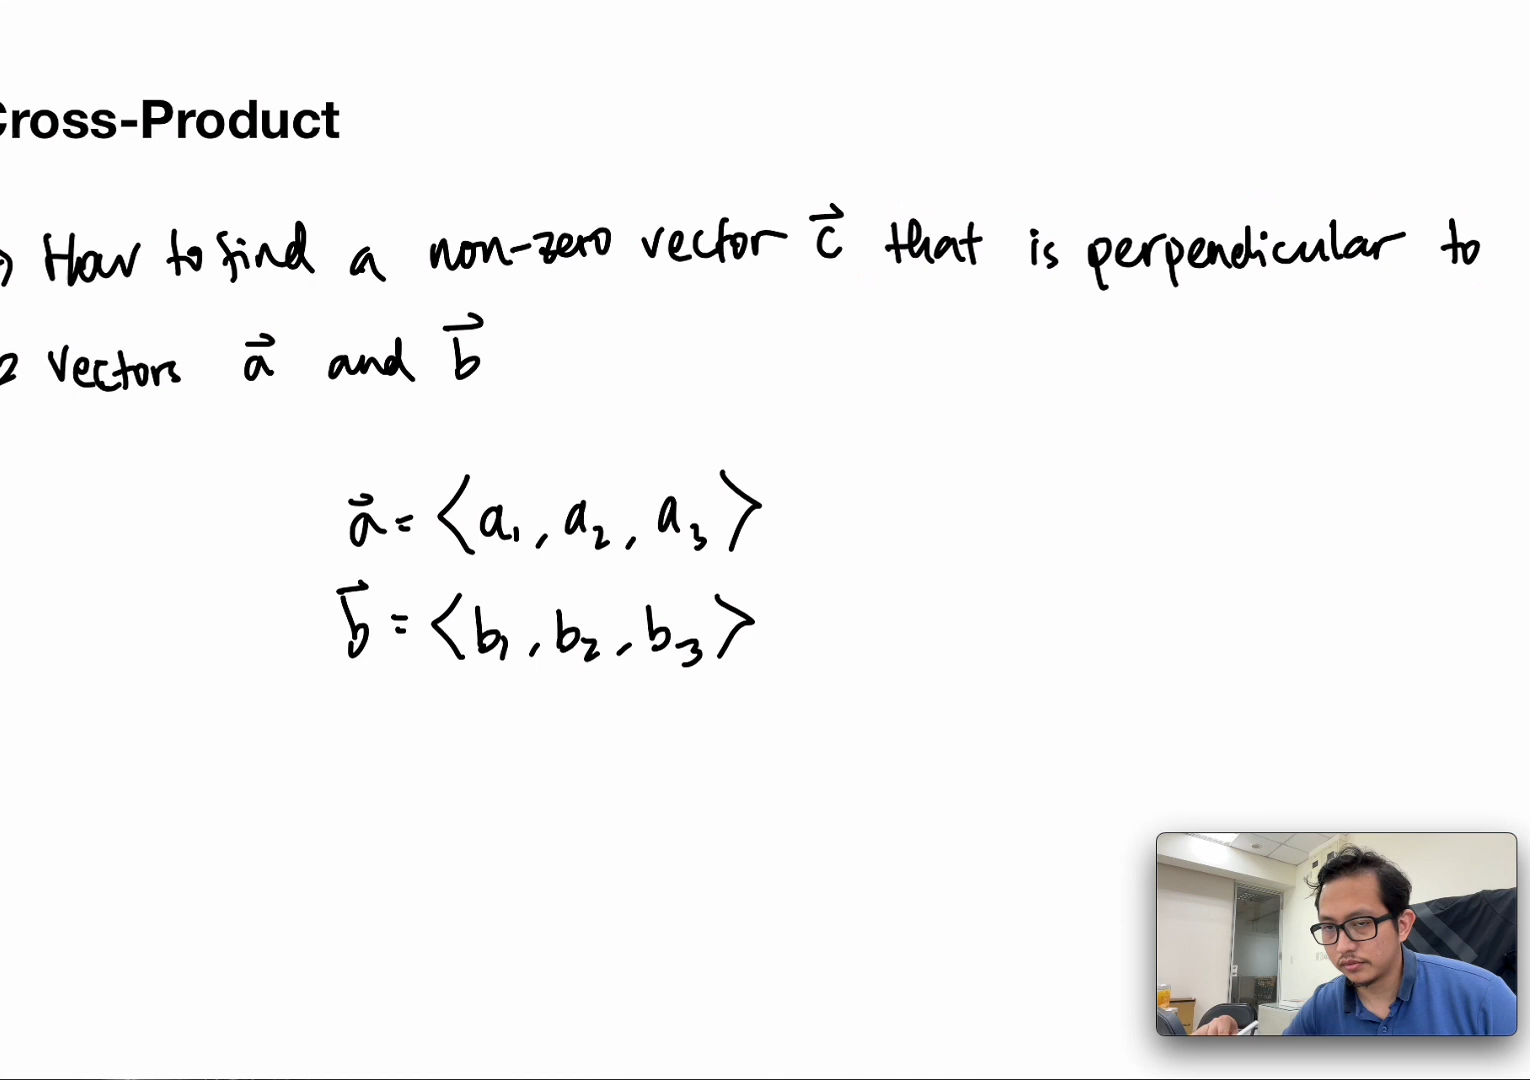 Cross-Product
How to find a non-zero vector c⃗ that is perpendicular to
2 vectors a⃗ and b⃗
a⃗ = ⟨a₁, a₂, a₃⟩
b⃗ = ⟨b₁, b₂, b₃⟩